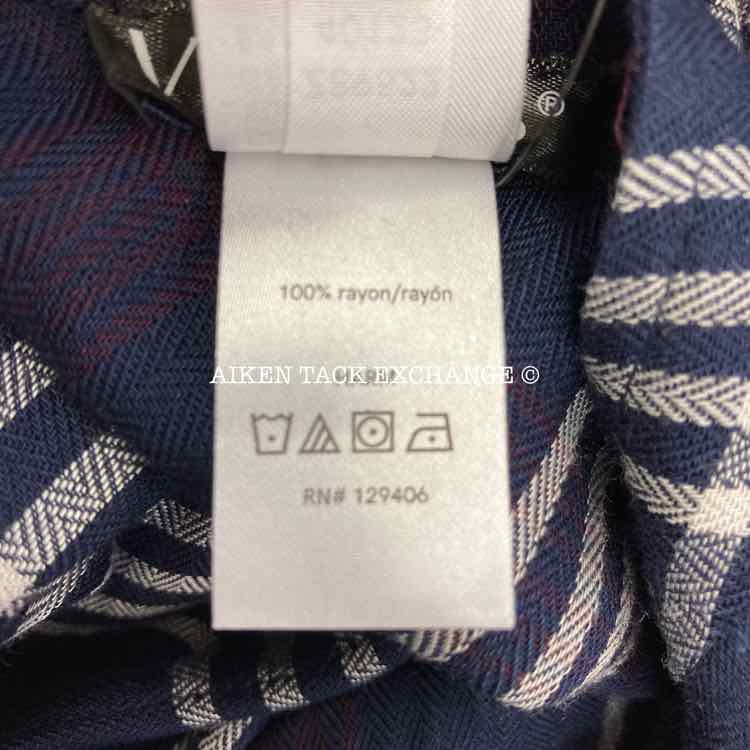 V
®
100% rayon/rayón
AIKEN TACK EXCHANGE ©
RN# 129406